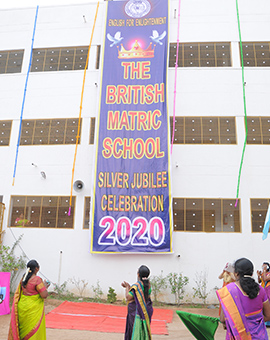 ENGLISH FOR ENLIGHTENMENT
THE
BRITISH
MATRIC
SCHOOL
SILVER JUBILEE
CELEBRATION
2020